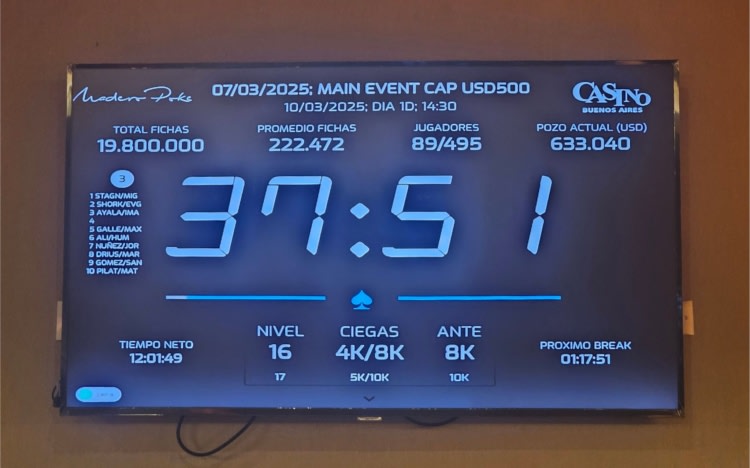 Madero Poker
07/03/2025; MAIN EVENT CAP USD500
10/03/2025; DIA 1D; 14:30
CASINO
BUENOS AIRES
TOTAL FICHAS
19.800.000
PROMEDIO FICHAS
222.472
JUGADORES
89/495
POZO ACTUAL (USD)
633.040
3
1 STAGN/MIG
2 SHORK/EVG
3 AYALA/IMA
4
5 GALLE/MAX
6 ALI/HUM
7 NUÑEZ/JOR
8 DRIUS/MAR
9 GOMEZ/SAN
10 PILAT/MAT
37:51
TIEMPO NETO
12:01:49
NIVEL
16
17
CIEGAS
4K/8K
5K/10K
ANTE
8K
10K
PROXIMO BREAK
01:17:51